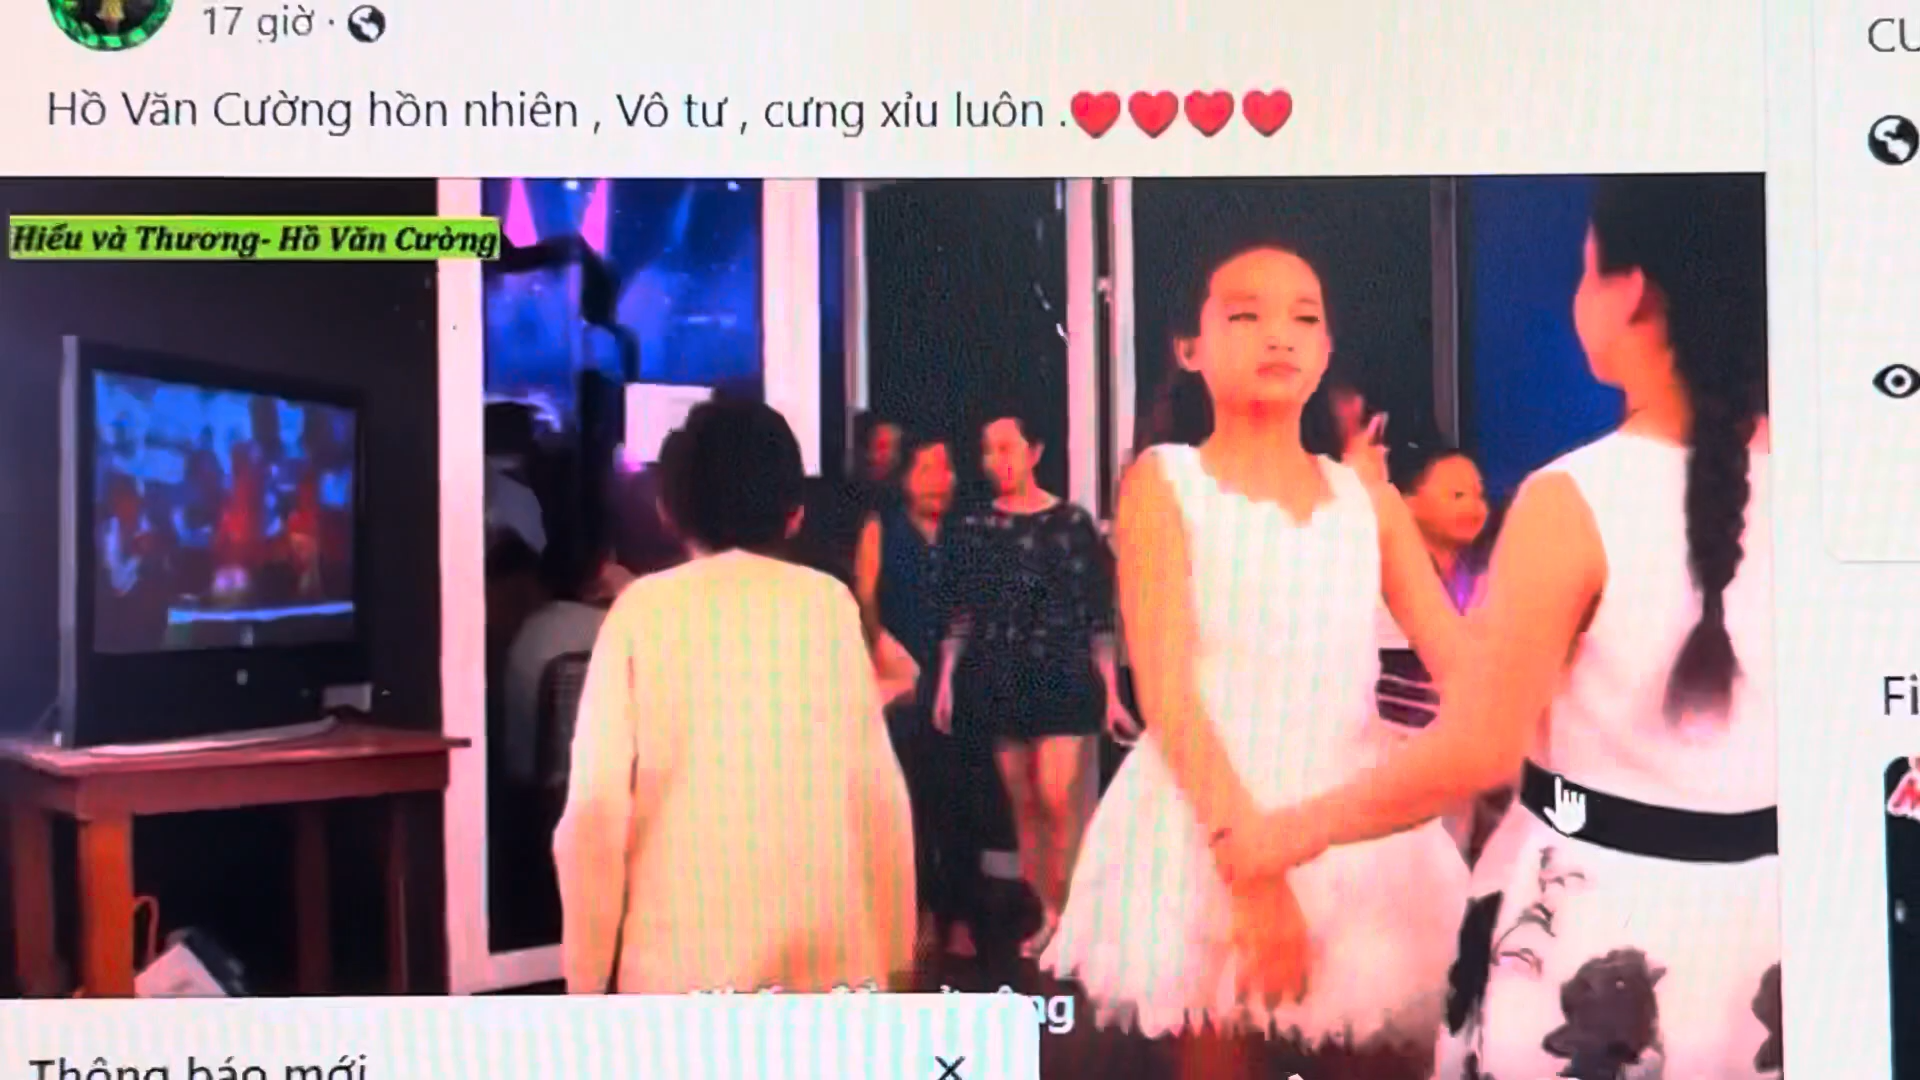 17 giờ ·
Hồ Văn Cường hồn nhiên , Vô tư , cưng xỉu luôn .❤❤❤❤
Hiểu và Thương- Hồ Văn Cường
Thông báo mới